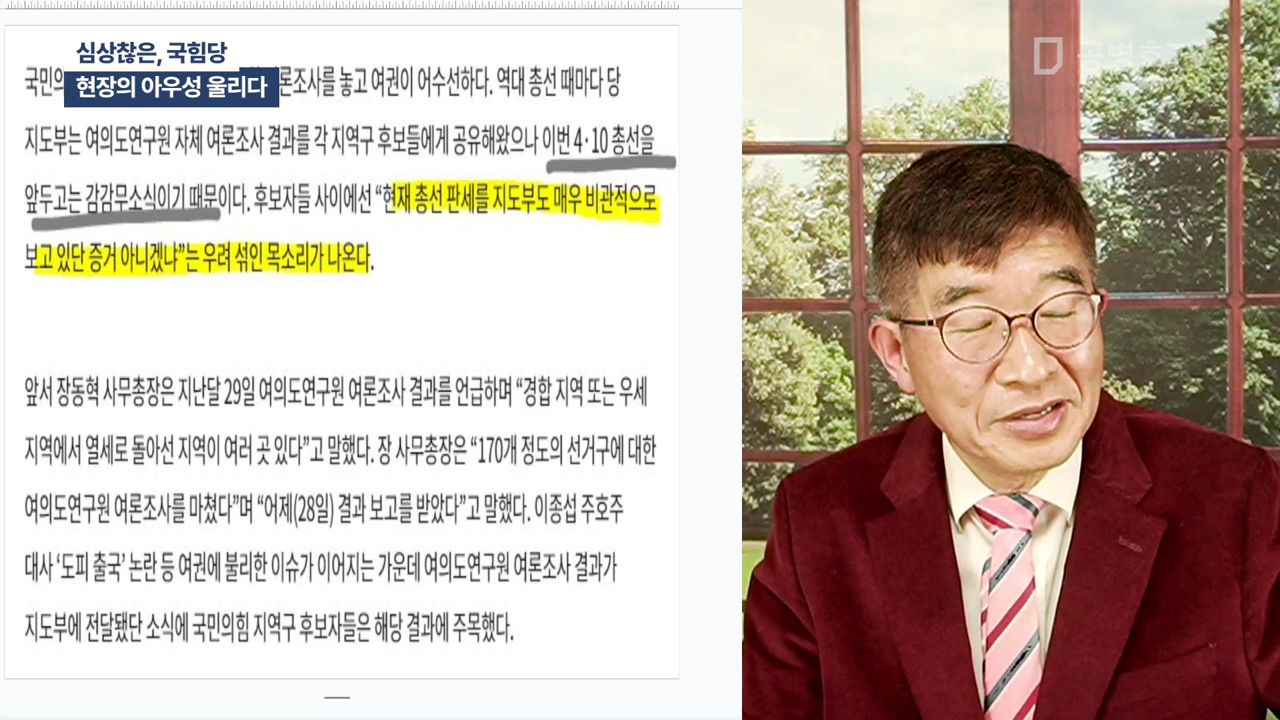 심상찮은, 국힘당
현장의 아우성 울리다
국민의 론조사를 놓고 여권이 어수선하다. 역대 총선 때마다 당
지도부는 여의도연구원 자체 여론조사 결과를 각 지역구 후보들에게 공유해왔으나 이번 4·10 총선을
앞두고는 감감무소식이기 때문이다. 후보자들 사이에선 “현재 총선 판세를 지도부도 매우 비관적으로
보고 있단 증거 아니겠냐”는 우려 섞인 목소리가 나온다.
앞서 장동혁 사무총장은 지난달 29일 여의도연구원 여론조사 결과를 언급하며 “경합 지역 또는 우세
지역에서 열세로 돌아선 지역이 여러 곳 있다”고 말했다. 장 사무총장은 “170개 정도의 선거구에 대한
여의도연구원 여론조사를 마쳤다”며 “어제(28일) 결과 보고를 받았다”고 말했다. 이종섭 주호주
대사 ‘도피 출국’ 논란 등 여권에 불리한 이슈가 이어지는 가운데 여의도연구원 여론조사 결과가
지도부에 전달됐단 소식에 국민의힘 지역구 후보자들은 해당 결과에 주목했다.